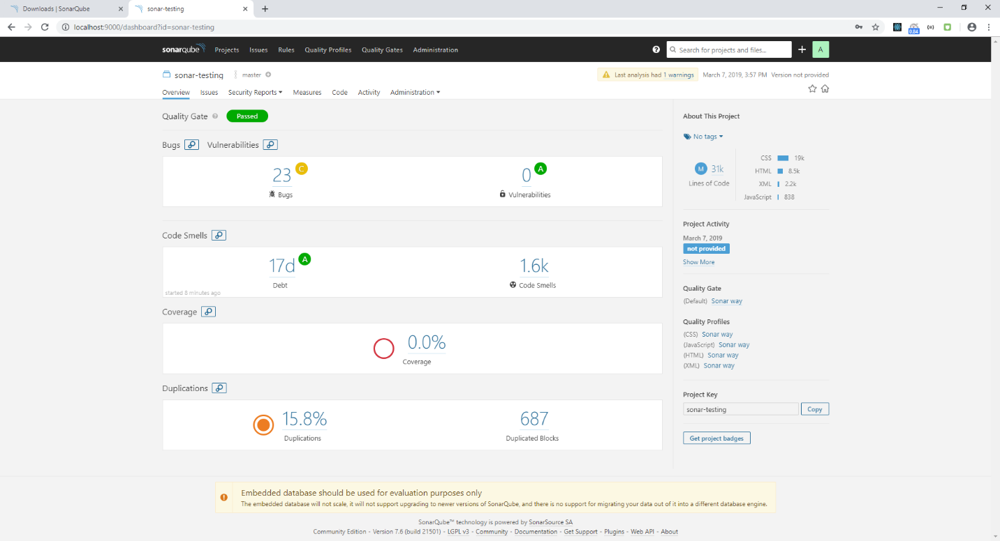 Downloads | SonarQube
sonar-testing
localhost:9000/dashboard?id=sonar-testing
0.84
sonarqube Projects Issues Rules Quality Profiles Quality Gates Administration
Search for projects and files...
A
sonar-testing master
Last analysis had 1 warnings March 7, 2019, 3:57 PM Version not provided
Overview Issues Security Reports Measures Code Activity Administration
Quality Gate Passed
Bugs Vulnerabilities
23 C
Bugs
0 A
Vulnerabilities
Code Smells
17d A
Debt
started 8 minutes ago
1.6k
Code Smells
Coverage
0.0%
Coverage
Duplications
15.8%
Duplications
687
Duplicated Blocks
About This Project
No tags
M 31k
Lines of Code
CSS 19k
HTML 8.5k
XML 2.2k
JavaScript 838
Project Activity
March 7, 2019
not provided
Show More
Quality Gate
(Default) Sonar way
Quality Profiles
(CSS) Sonar way
(JavaScript) Sonar way
(HTML) Sonar way
(XML) Sonar way
Project Key
sonar-testing Copy
Get project badges
Embedded database should be used for evaluation purposes only
The embedded database will not scale, it will not support upgrading to newer versions of SonarQube, and there is no support for migrating your data out of it into a different database engine.
SonarQube™ technology is powered by SonarSource SA
Community Edition - Version 7.6 (build 21501) - LGPL v3 - Community - Documentation - Get Support - Plugins - Web API - About